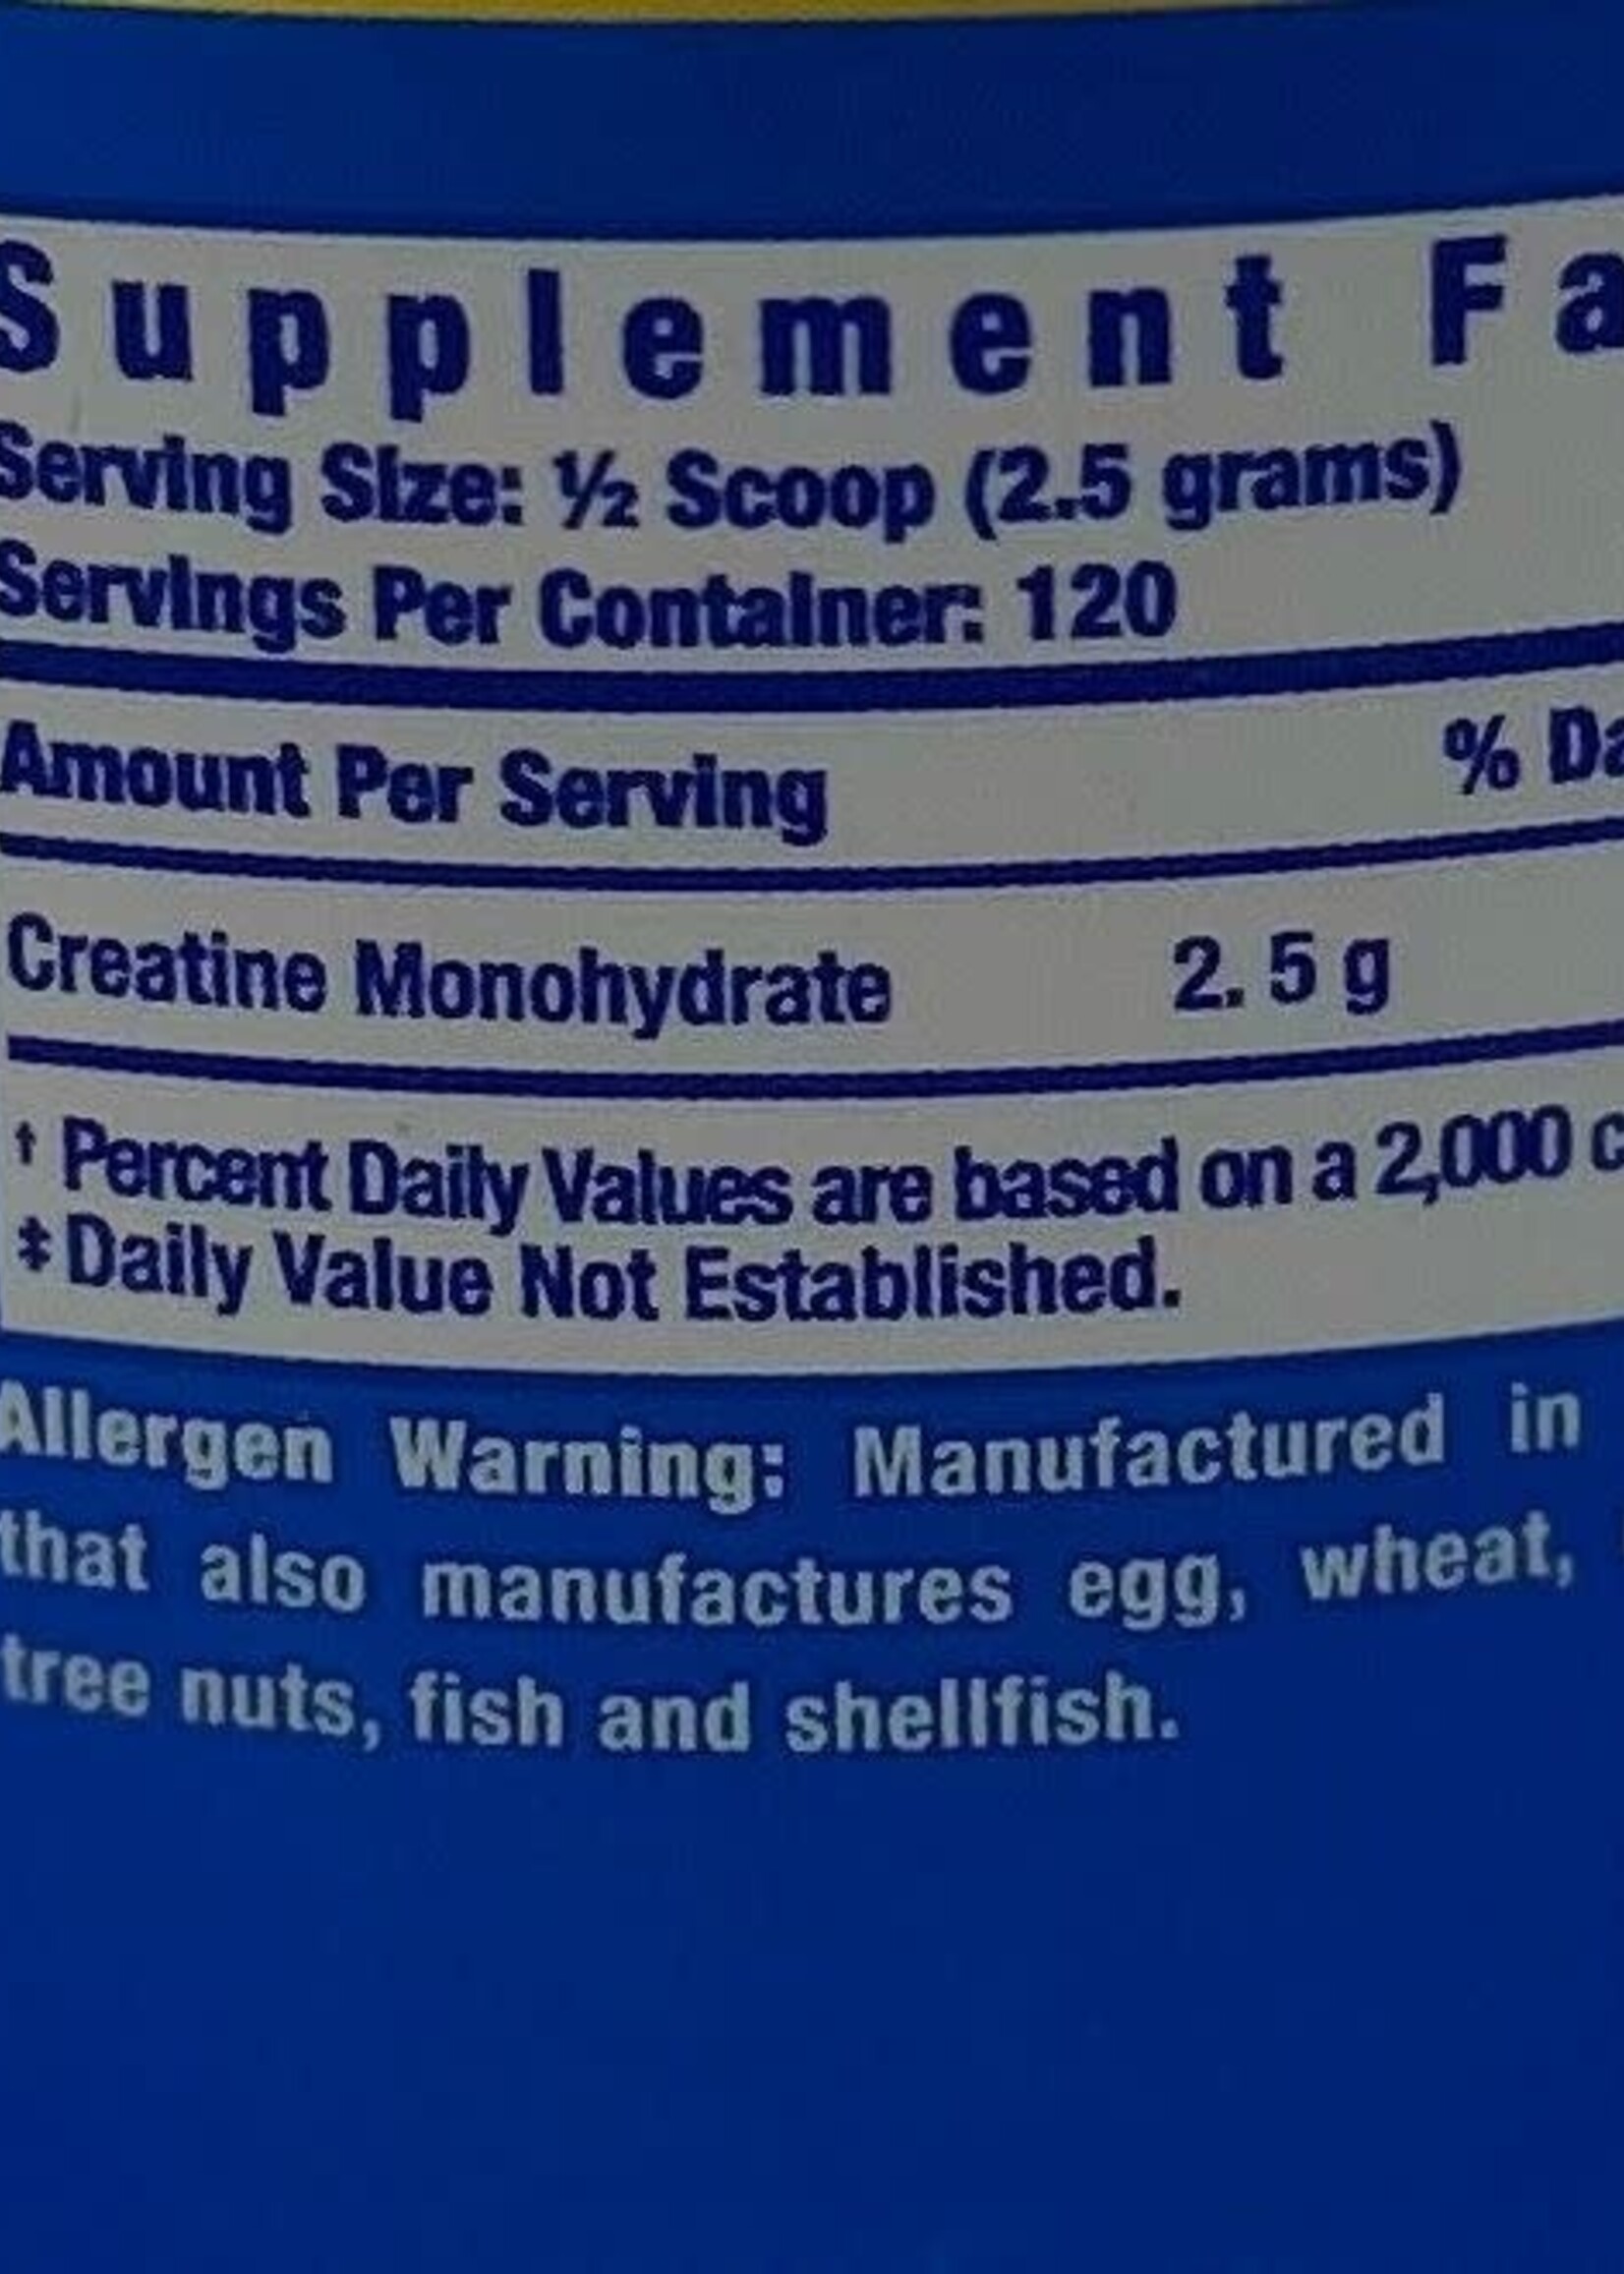 Supplement Fa
Serving Size: ½ Scoop (2.5 grams)
Servings Per Container: 120
Amount Per Serving % Da
Creatine Monohydrate 2. 5 g
† Percent Daily Values are based on a 2,000 c
‡ Daily Value Not Established.
Allergen Warning: Manufactured in
that also manufactures egg, wheat,
tree nuts, fish and shellfish.